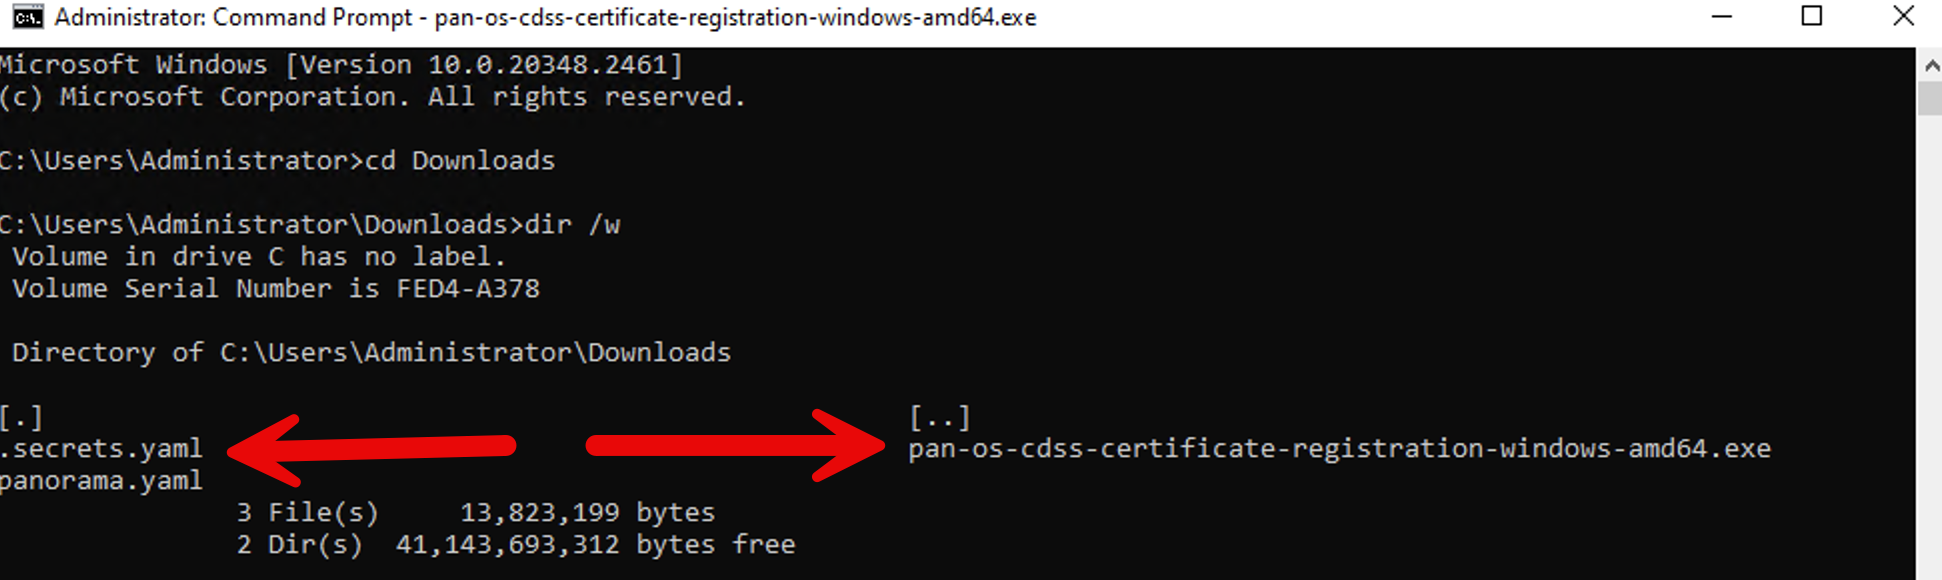 Administrator: Command Prompt - pan-os-cdss-certificate-registration-windows-amd64.exe
Microsoft Windows [Version 10.0.20348.2461]
(c) Microsoft Corporation. All rights reserved.
C:\Users\Administrator>cd Downloads
C:\Users\Administrator\Downloads>dir /w
Volume in drive C has no label.
Volume Serial Number is FED4-A378
Directory of C:\Users\Administrator\Downloads
[.] [..]
.secrets.yaml pan-os-cdss-certificate-registration-windows-amd64.exe
panorama.yaml
3 File(s) 13,823,199 bytes
2 Dir(s) 41,143,693,312 bytes free